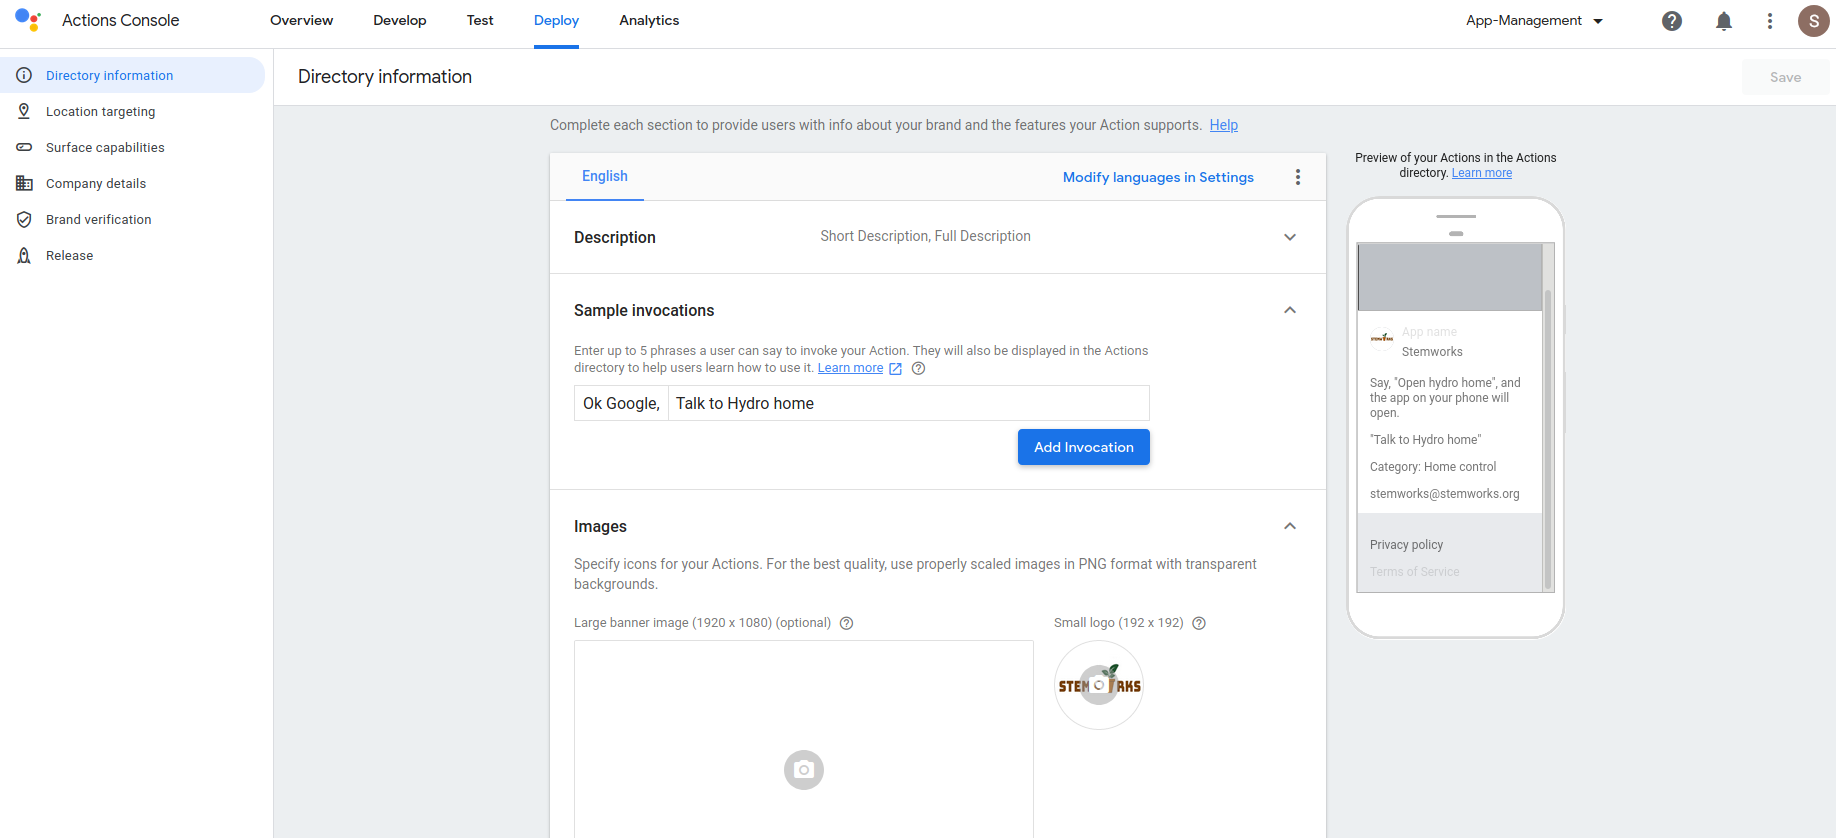 Actions Console
Overview
Develop
Test
Deploy
Analytics
App-Management
S
Directory information
Location targeting
Surface capabilities
Company details
Brand verification
Release
Directory information
Save
Complete each section to provide users with info about your brand and the features your Action supports. Help
English
Modify languages in Settings
Description
Short Description, Full Description
Sample invocations
Enter up to 5 phrases a user can say to invoke your Action. They will also be displayed in the Actions
directory to help users learn how to use it. Learn more
Ok Google,
Talk to Hydro home
Add Invocation
Images
Specify icons for your Actions. For the best quality, use properly scaled images in PNG format with transparent
backgrounds.
Large banner image (1920 x 1080) (optional)
Small logo (192 x 192)
Preview of your Actions in the Actions
directory. Learn more
App name
Stemworks
Say, "Open hydro home", and
the app on your phone will
open.
"Talk to Hydro home"
Category: Home control
stemworks@stemworks.org
Privacy policy
Terms of Service